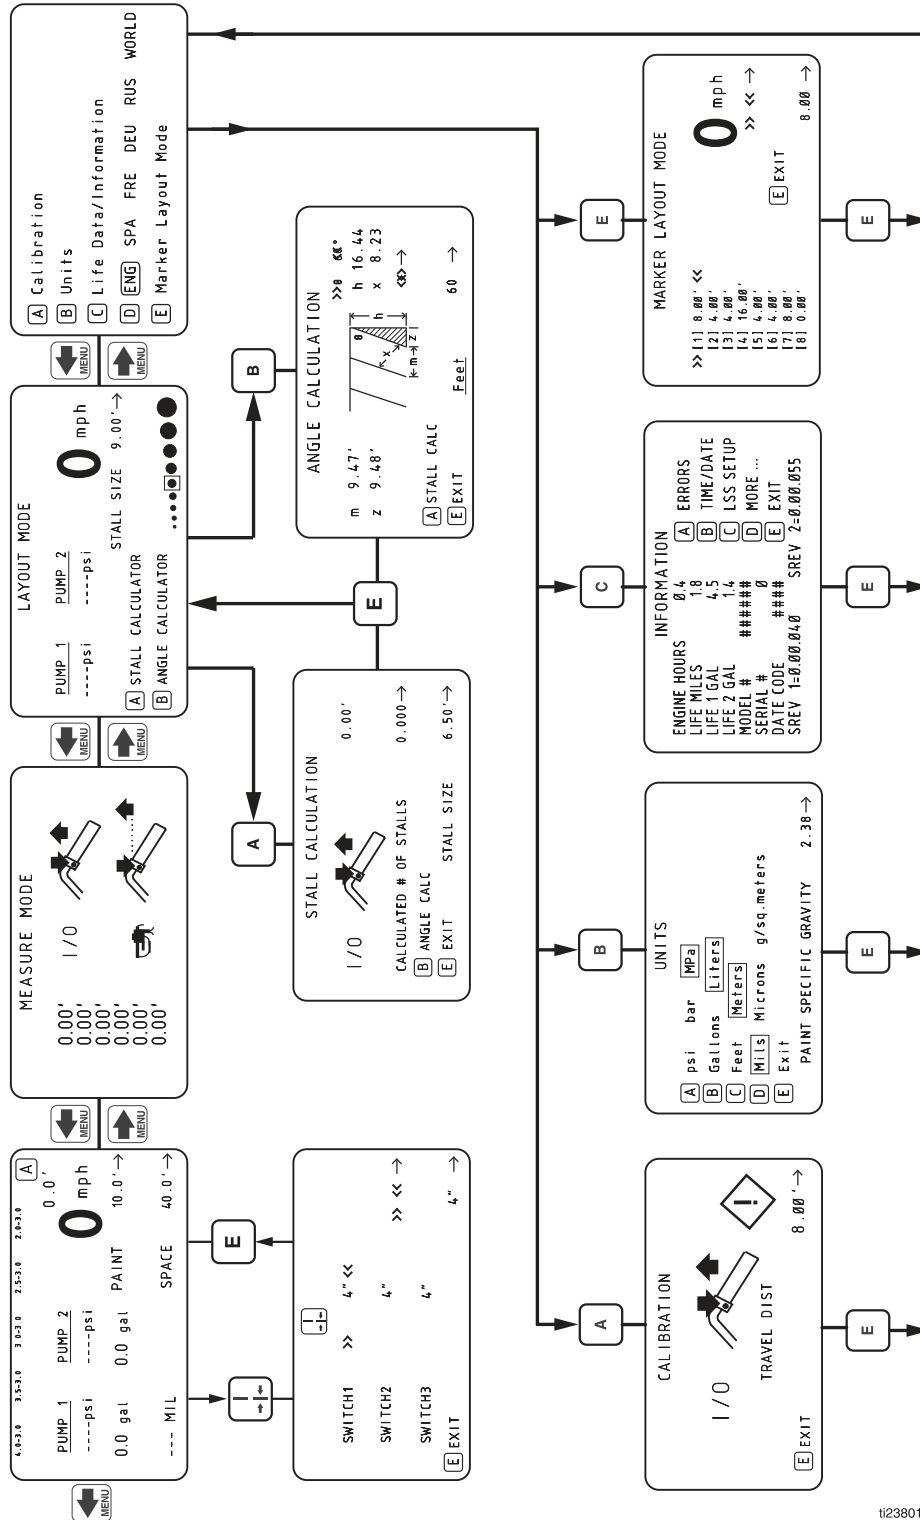 4.0-3.0 3.5-3.0 3.0-3.0 2.5-3.0 2.0-3.0
A
PUMP 1 PUMP 2 0.0'
----psi ----psi 0 mph
0.0 gal 0.0 gal PAINT 10.0'→
--- MIL SPACE 40.0'→
MENU
MENU
MENU
MEASURE MODE
0.00'
0.00'
0.00'
0.00'
0.00'
0.00'
I/O
MENU
MENU
LAYOUT MODE
PUMP 1 PUMP 2
----psi ----psi 0 mph
STALL SIZE 9.00'→
A STALL CALCULATOR
B ANGLE CALCULATOR
MENU
MENU
A Calibration
B Units
C Life Data/Information
D ENG SPA FRE DEU RUS WORLD
E Marker Layout Mode
E
SWITCH1 >> 4" <<
SWITCH2 4" >> << →
SWITCH3 4"
E EXIT 4" →
A
STALL CALCULATION
I/O 0.00'
CALCULATED # OF STALLS 0.000→
B ANGLE CALC
E EXIT STALL SIZE 6.50'→
E
B
ANGLE CALCULATION
m 9.47'
z 9.48'
θ
h
x
m
z
h 16.44
x 8.23
A STALL CALC
E EXIT Feet 60 →
A
CALIBRATION
I/O
!
TRAVEL DIST 8.00'→
E EXIT
E
B
UNITS
A psi bar MPa
B Gallons Liters
C Feet Meters
D Mils Microns g/sq.meters
E Exit
PAINT SPECIFIC GRAVITY 2.38→
E
C
INFORMATION
ENGINE HOURS 0.4 A ERRORS
LIFE MILES 1.8 B TIME/DATE
LIFE 1 GAL 4.5 C LSS SETUP
LIFE 2 GAL 1.4 D MORE ...
MODEL # ###### E EXIT
SERIAL # 0
DATE CODE ####
SREV 1=0.00.040 SREV 2=0.00.055
E
E
MARKER LAYOUT MODE
>> [1] 8.00' <<
[2] 4.00'
[3] 4.00'
[4] 16.00'
[5] 4.00'
[6] 4.00'
[7] 8.00'
[8] 0.00'
0 mph
>> << →
E EXIT
8.00 →
E
ti23801